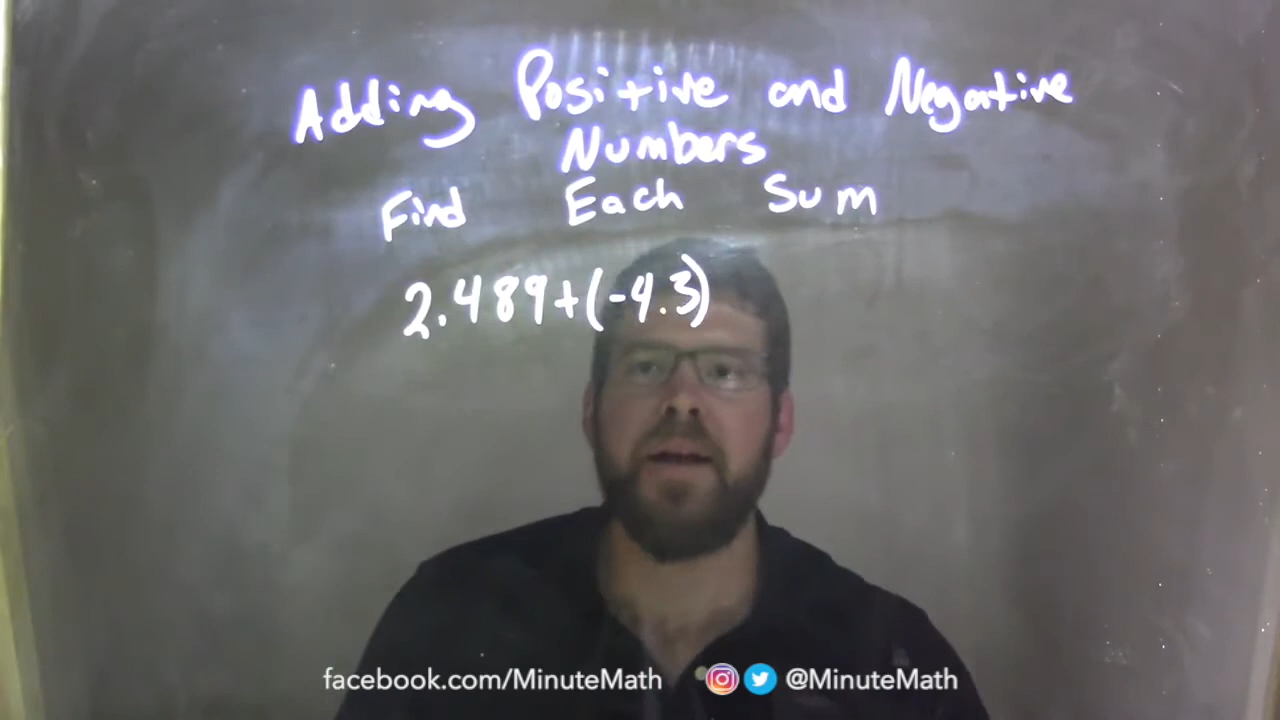 Adding Positive and Negative
Numbers
Find Each Sum
2.489+(-4.3)
facebook.com/MinuteMath @MinuteMath